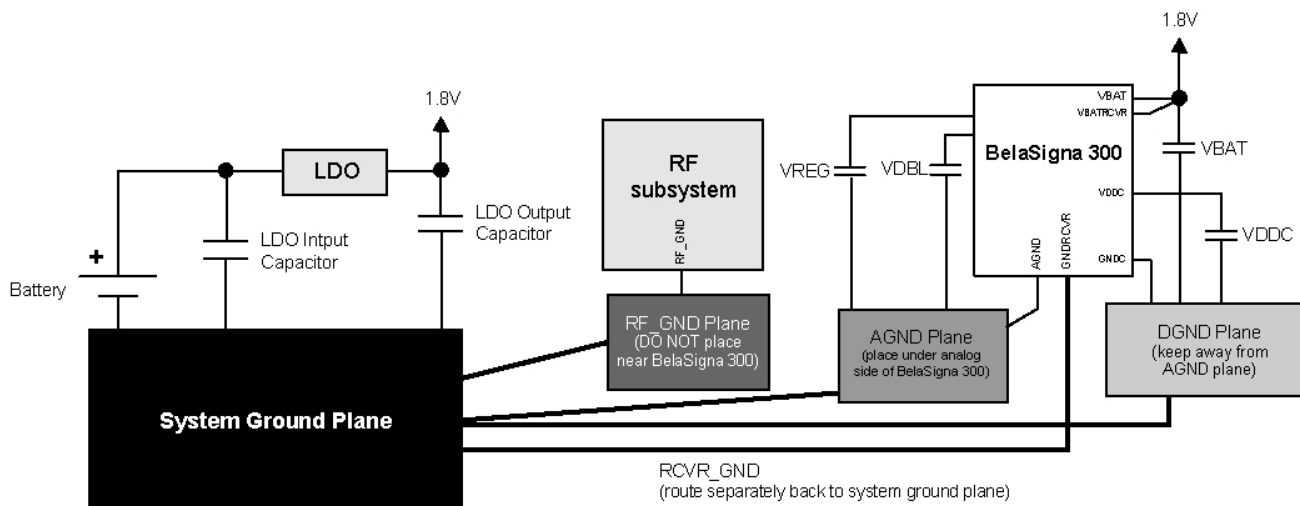 1.8V
LDO
LDO Output
Capacitor
LDO Intput
Capacitor
+
Battery
System Ground Plane
RF
subsystem
RF_GND
RF_GND Plane
(DO NOT place
near BelaSigna 300)
1.8V
VBAT
VBATRCVR
BelaSigna 300
VREG
VDBL
VBAT
VDDC
VDDC
AGND
GNDRCVR
GNDC
AGND Plane
(place under analog
side of BelaSigna 300)
DGND Plane
(keep away from
AGND plane)
RCVR_GND
(route separately back to system ground plane)